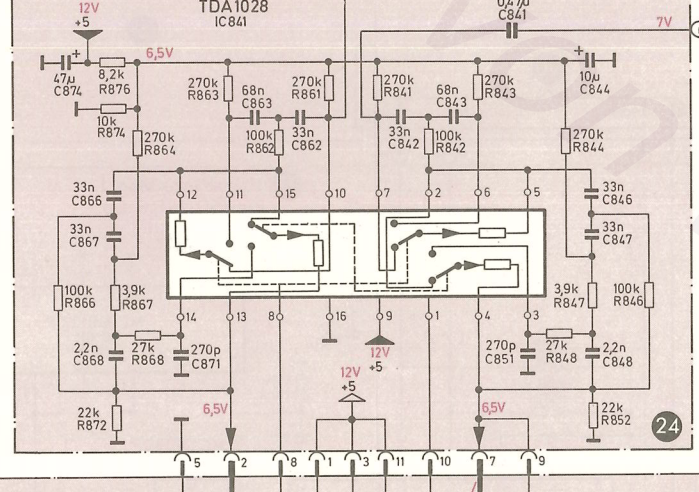 TDA1028
IC841
12V
+5
0,47µ
C841
7V
6,5V
47µ
C874
+
8,2k
R876
10k
R874
270k
R864
270k
R863
68n
C863
270k
R861
100k
R862
33n
C862
270k
R841
68n
C843
270k
R843
33n
C842
100k
R842
+
10µ
C844
270k
R844
33n
C866
33n
C867
12
11
15
10
7
2
6
5
33n
C846
33n
C847
100k
R866
3,9k
R867
3,9k
R847
100k
R846
14
13
8
16
9
1
4
3
2,2n
C868
27k
R868
270p
C871
12V
+5
270p
C851
27k
R848
2,2n
C848
12V
+5
22k
R872
6,5V
6,5V
22k
R852
24
5
2
8
1
3
11
10
7
9
von